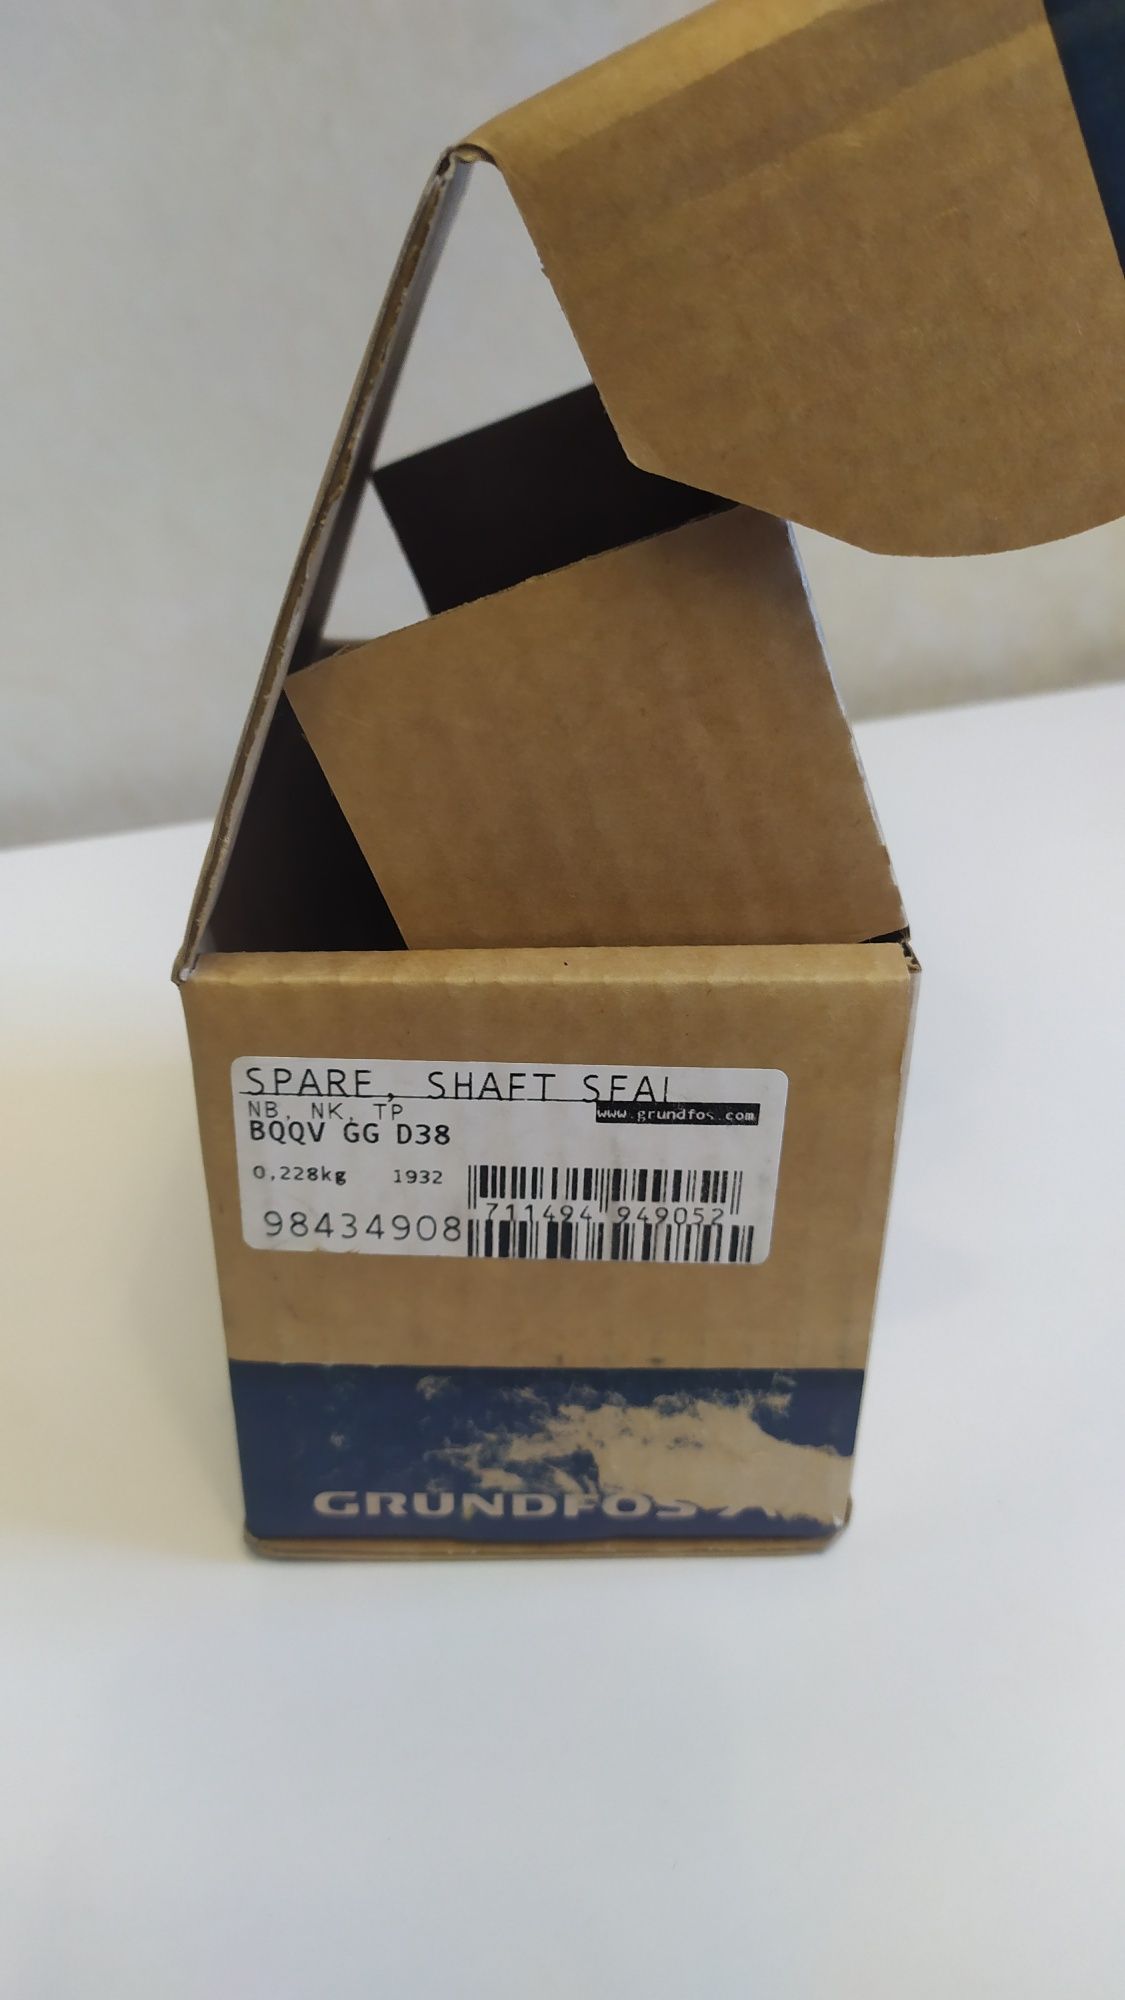 SPARE, SHAFT SEAL
www.grundfos.com
NB, NK, TP
BQQV GG D38
0,228kg 1932
711494 949052
98434908
GRUNDFOS